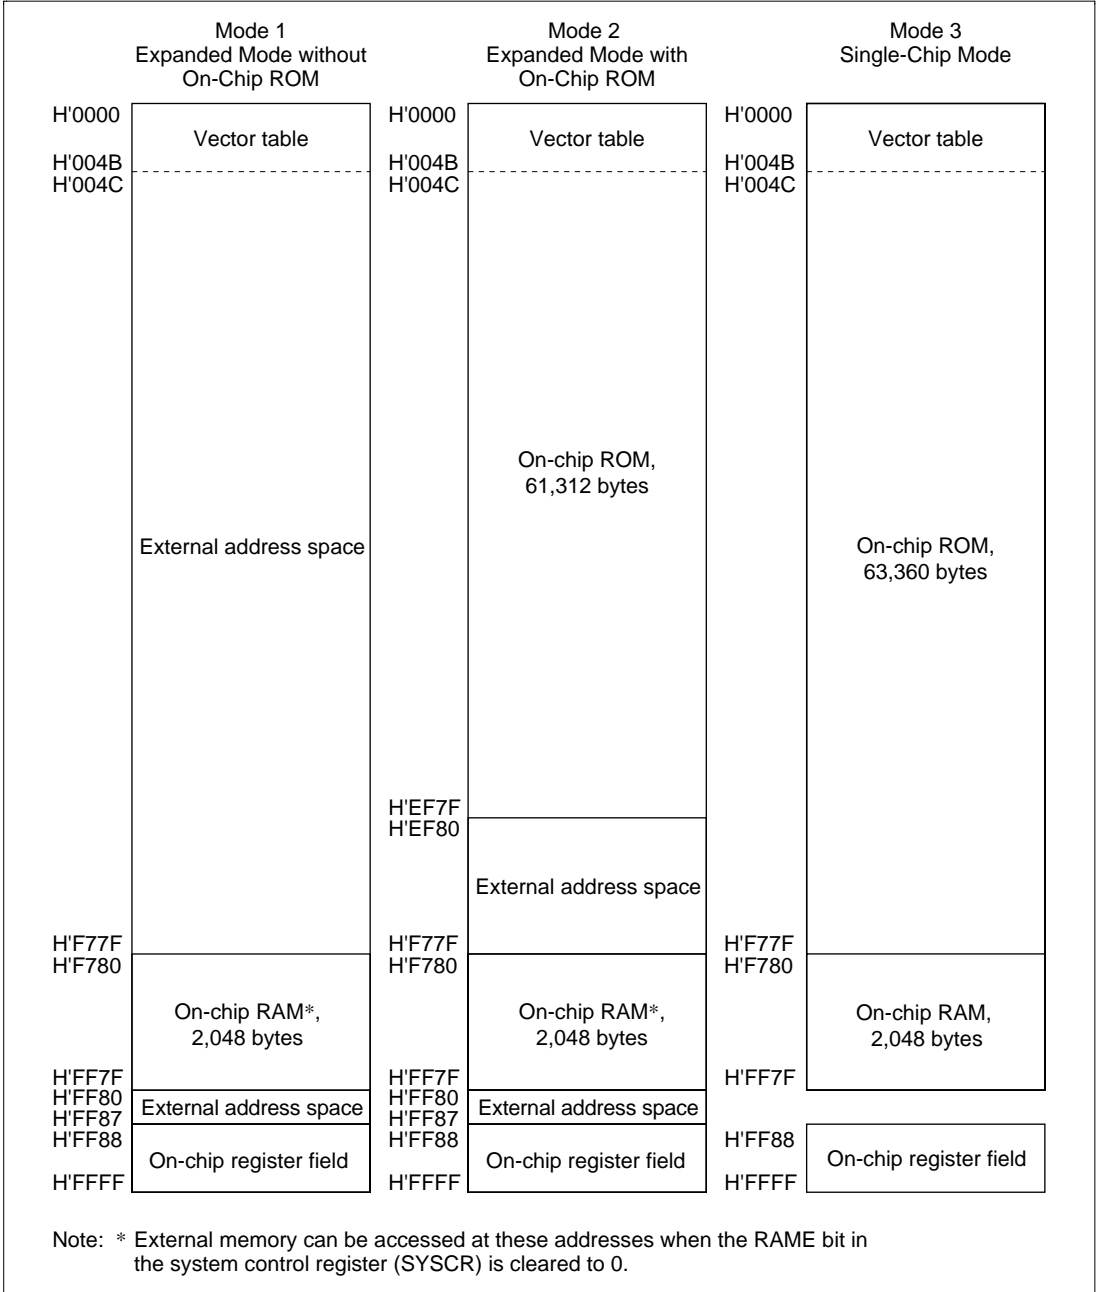 Mode 1
Expanded Mode without
On-Chip ROM
H'0000
Vector table
H'004B
H'004C
External address space
H'F77F
H'F780
On-chip RAM*,
2,048 bytes
H'FF7F
H'FF80
External address space
H'FF87
H'FF88
On-chip register field
H'FFFF
Mode 2
Expanded Mode with
On-Chip ROM
H'0000
Vector table
H'004B
H'004C
On-chip ROM,
61,312 bytes
H'EF7F
H'EF80
External address space
H'F77F
H'F780
On-chip RAM*,
2,048 bytes
H'FF7F
H'FF80
External address space
H'FF87
H'FF88
On-chip register field
H'FFFF
Mode 3
Single-Chip Mode
H'0000
Vector table
H'004B
H'004C
On-chip ROM,
63,360 bytes
H'F77F
H'F780
On-chip RAM,
2,048 bytes
H'FF7F
H'FF88
On-chip register field
H'FFFF
Note: * External memory can be accessed at these addresses when the RAME bit in
the system control register (SYSCR) is cleared to 0.